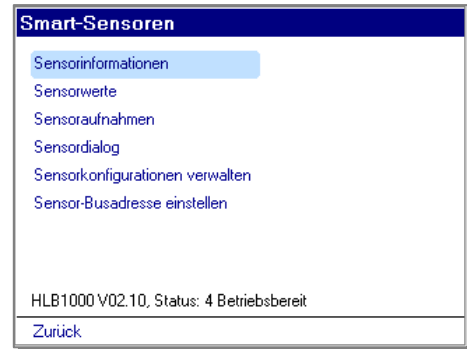 Smart-Sensoren
Sensorinformationen
Sensorwerte
Sensoraufnahmen
Sensordialog
Sensorkonfigurationen verwalten
Sensor-Busadresse einstellen
HLB1000 V02.10, Status: 4 Betriebsbereit
Zurück